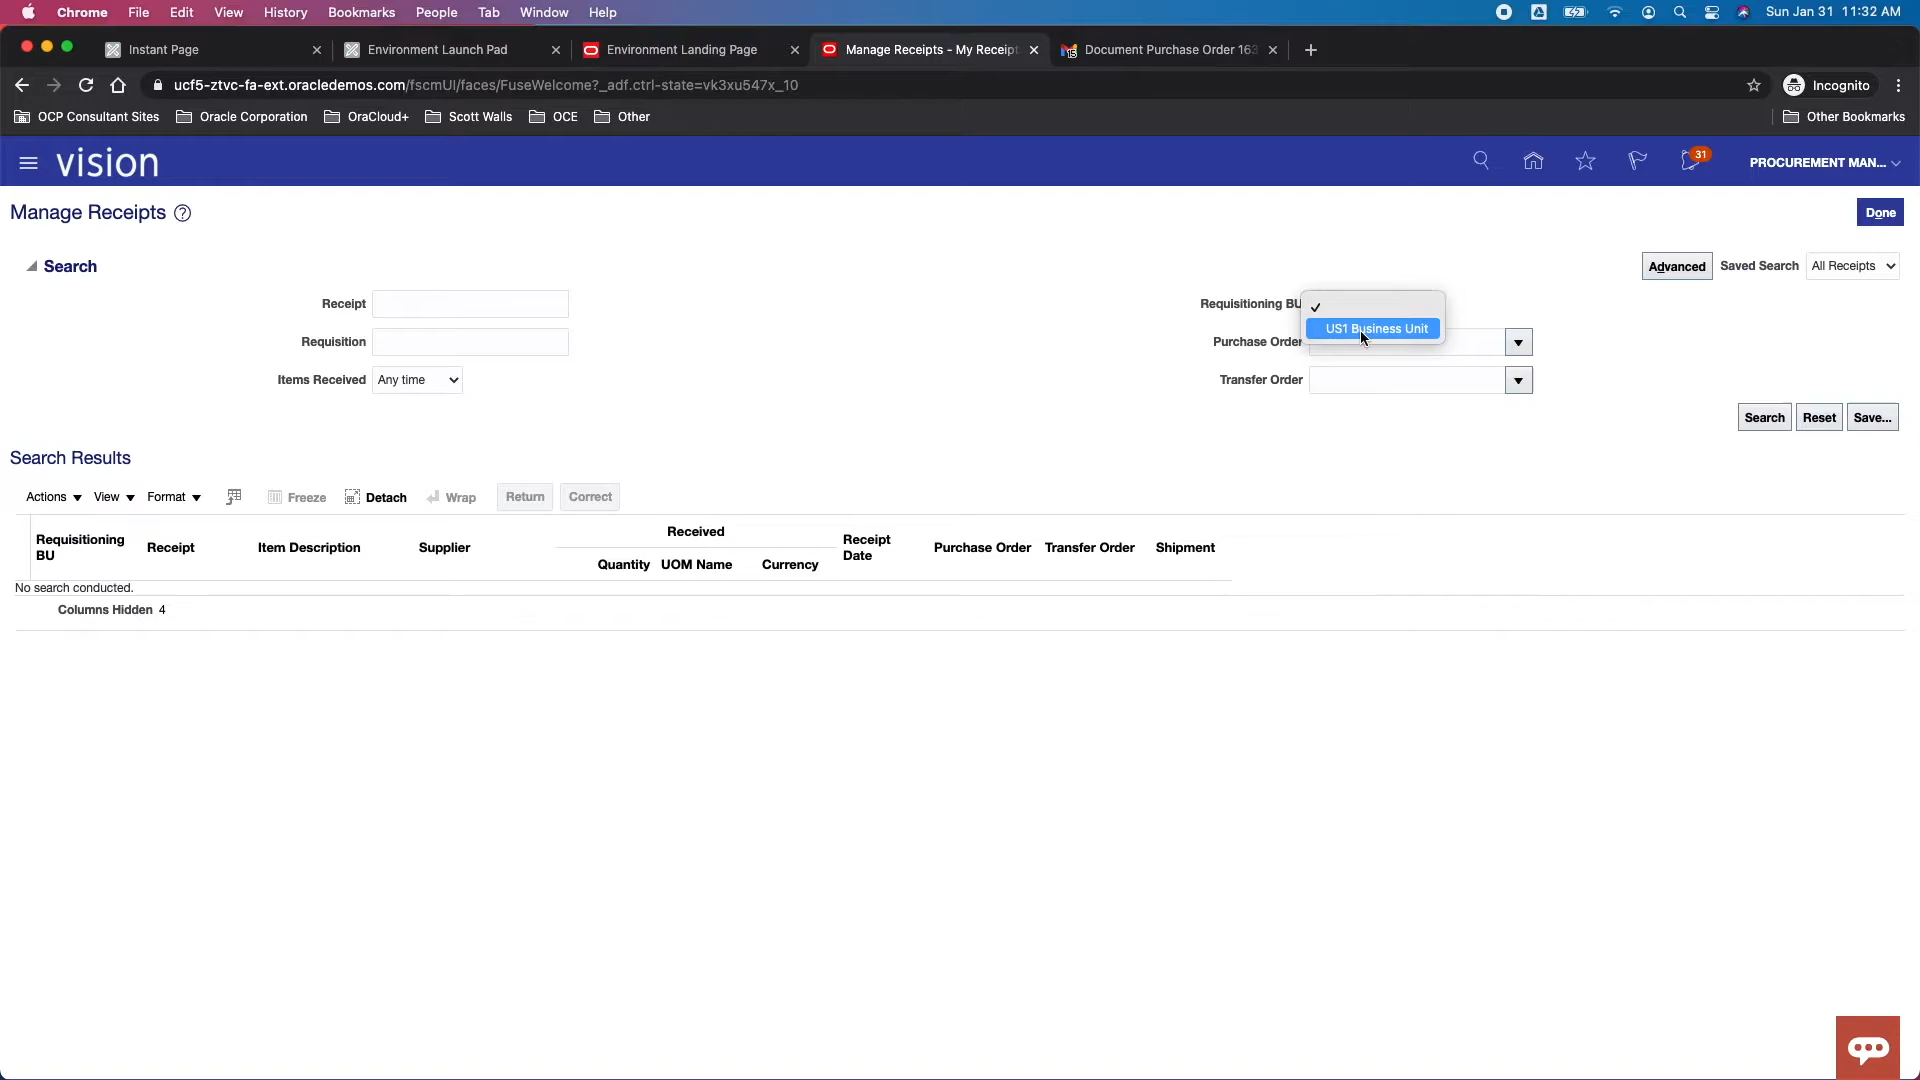 Chrome File Edit View History Bookmarks People Tab Window Help Sun Jan 31 11:32 AM
Instant Page Environment Launch Pad Environment Landing Page Manage Receipts - My Receipt Document Purchase Order 163
ucf5-ztvc-fa-ext.oracledemos.com/fscmUI/faces/FuseWelcome?_adf.ctrl-state=vk3xu547x_10 Incognito
OCP Consultant Sites Oracle Corporation OraCloud+ Scott Walls OCE Other Other Bookmarks
vision 31 PROCUREMENT MAN...
Manage Receipts ? Done
Search Advanced Saved Search All Receipts
Receipt Requisitioning BU
US1 Business Unit
Requisition Purchase Order
Items Received Any time Transfer Order
Search Reset Save...
Search Results
Actions View Format Freeze Detach Wrap Return Correct
Requisitioning BU Receipt Item Description Supplier Received Quantity UOM Name Currency Receipt Date Purchase Order Transfer Order Shipment
No search conducted.
Columns Hidden 4